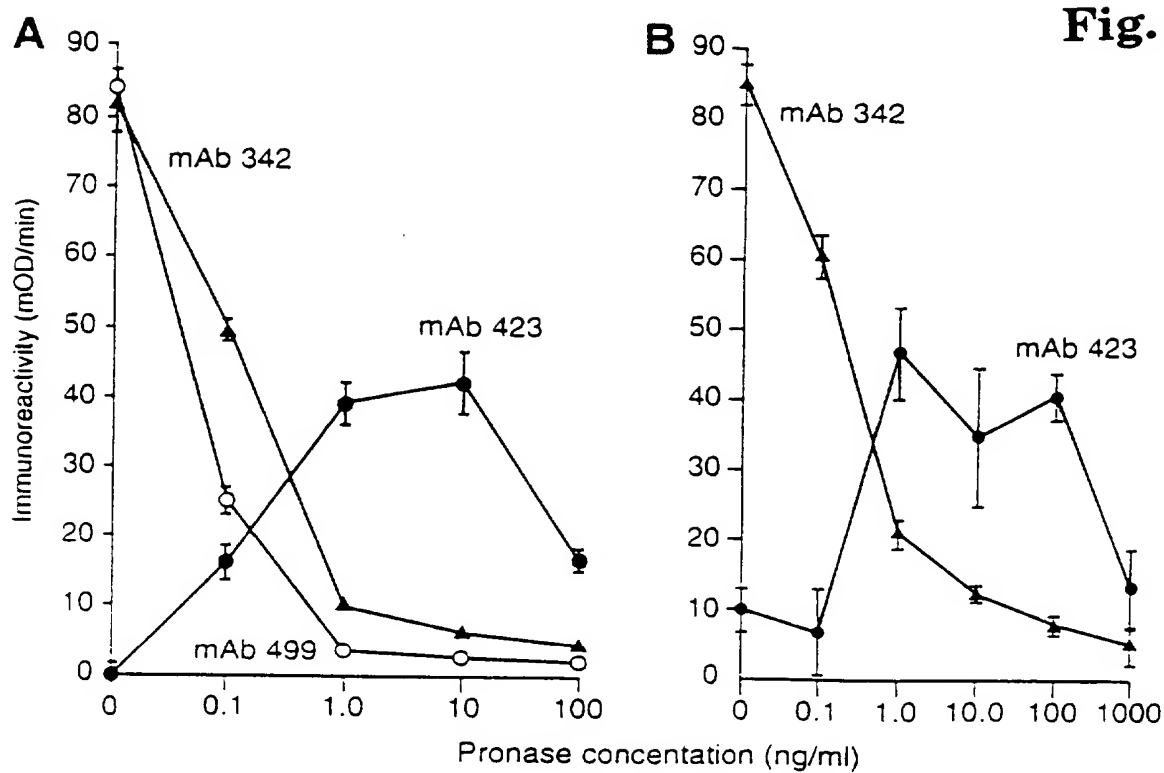 Fig.
A
90
80
70
60
50
40
30
20
10
0
Immunoreactivity (mOD/min)
mAb 342
mAb 423
mAb 499
0 0.1 1.0 10 100
B
90
80
70
60
50
40
30
20
10
0
mAb 342
mAb 423
0 0.1 1.0 10.0 100 1000
Pronase concentation (ng/ml)